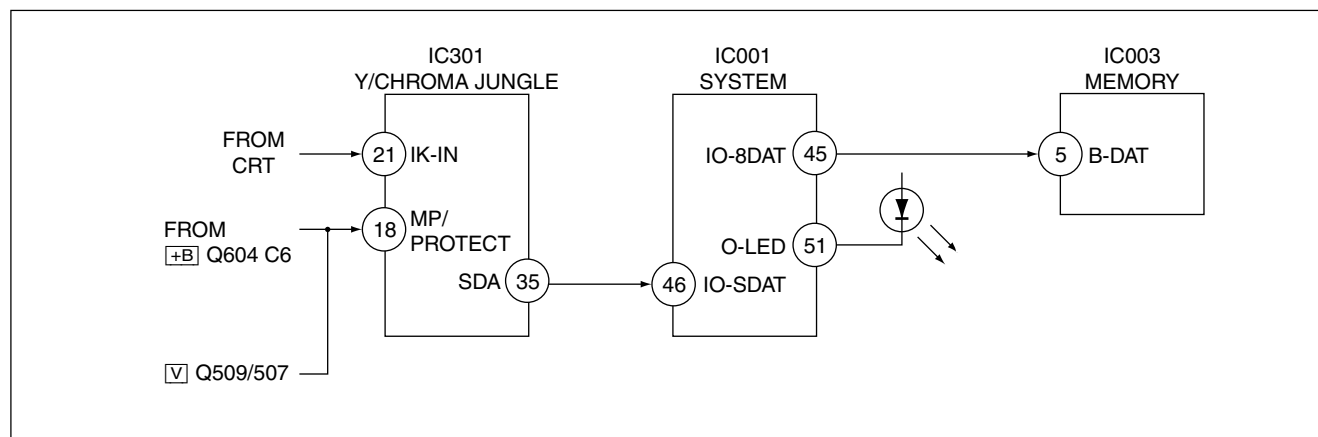 IC301
Y/CHROMA JUNGLE
IC001
SYSTEM
IC003
MEMORY
FROM
CRT
21 IK-IN
IO-8DAT 45
5 B-DAT
FROM
+B Q604 C6
18 MP/
PROTECT
O-LED 51
SDA 35
46 IO-SDAT
V Q509/507